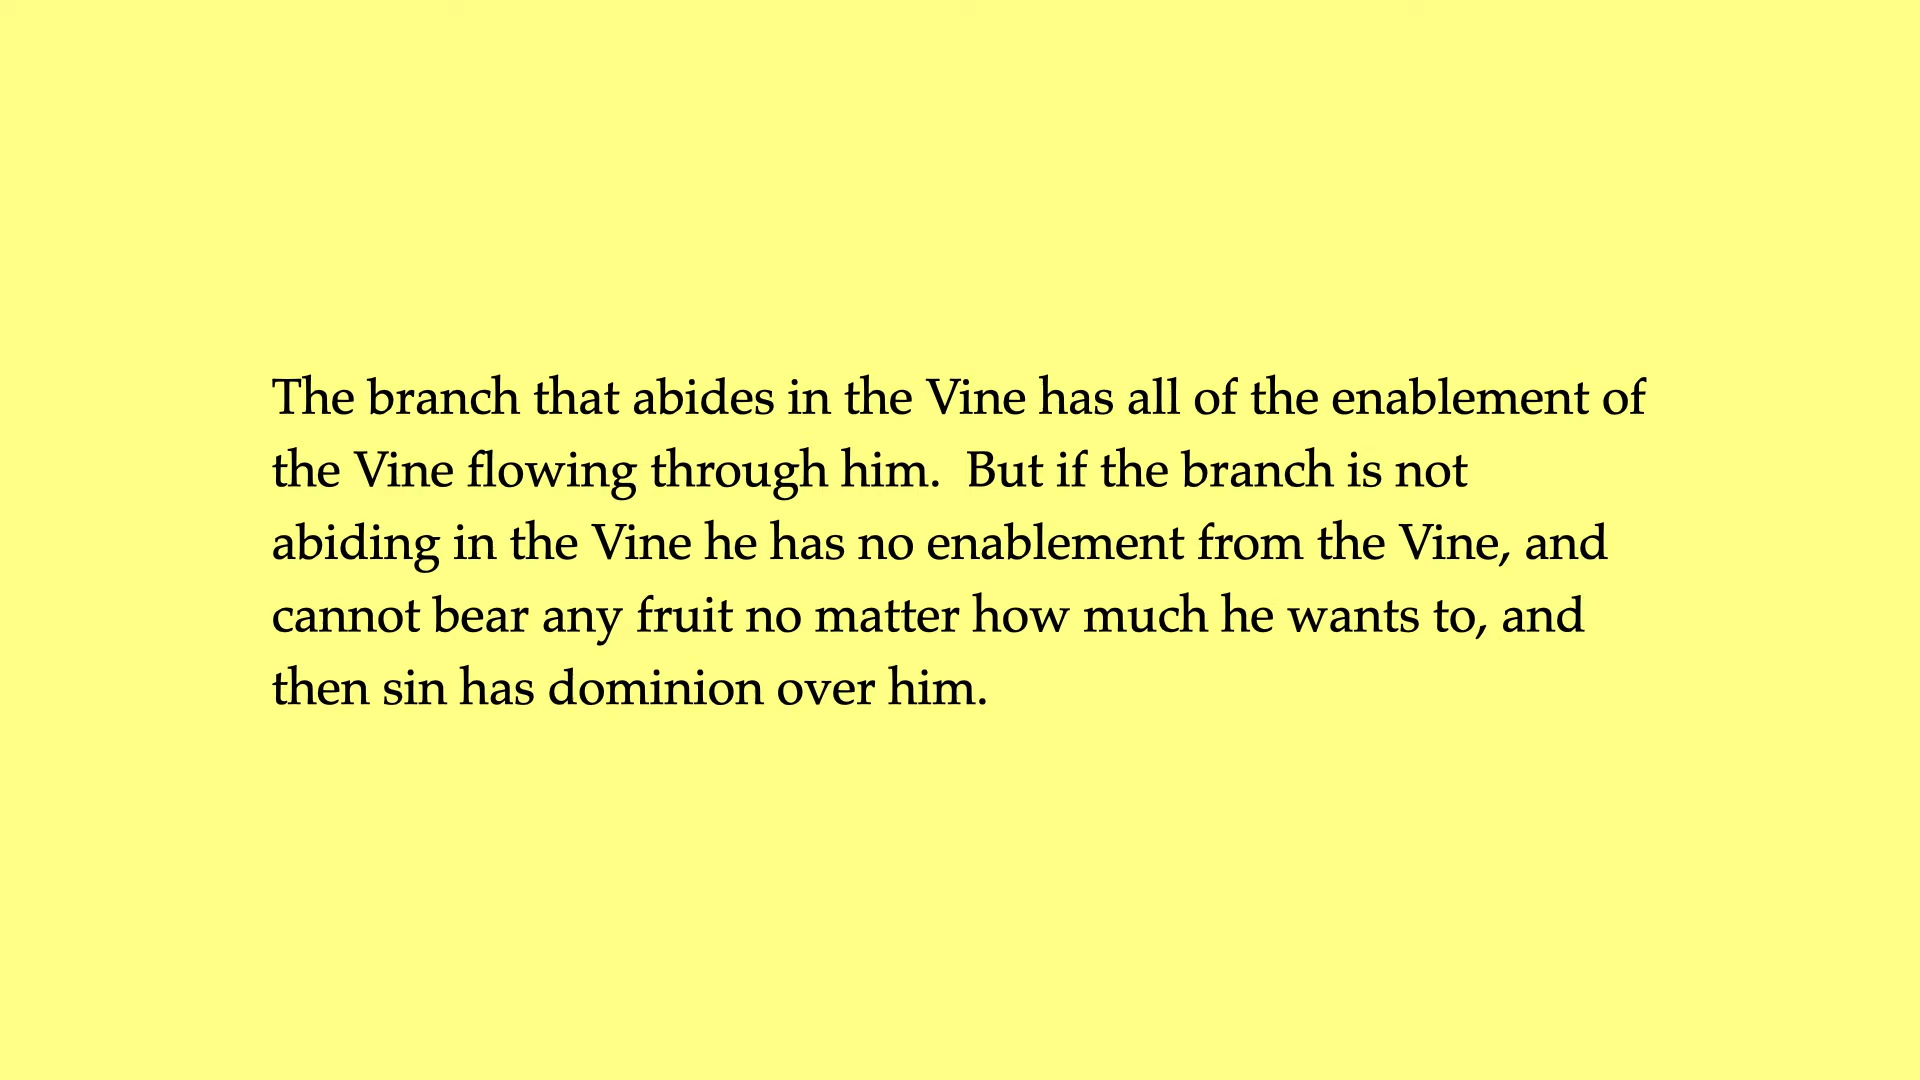 The branch that abides in the Vine has all of the enablement of
the Vine flowing through him.  But if the branch is not
abiding in the Vine he has no enablement from the Vine, and
cannot bear any fruit no matter how much he wants to, and
then sin has dominion over him.